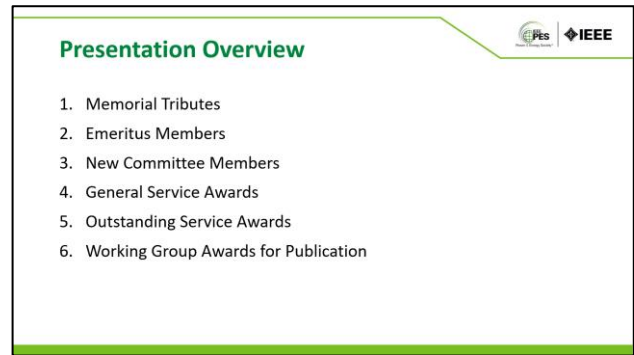 Presentation Overview
PES
IEEE
1. Memorial Tributes
2. Emeritus Members
3. New Committee Members
4. General Service Awards
5. Outstanding Service Awards
6. Working Group Awards for Publication